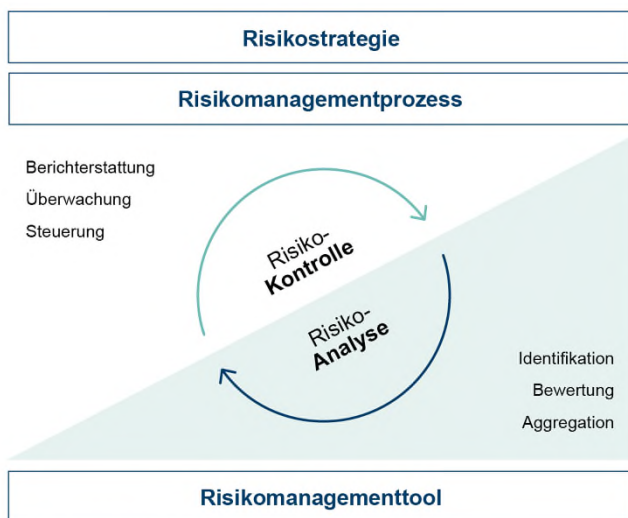 Risikostrategie
Risikomanagementprozess
Berichterstattung
Überwachung
Steuerung
Risiko-
Kontrolle
Risiko-
Analyse
Identifikation
Bewertung
Aggregation
Risikomanagementtool